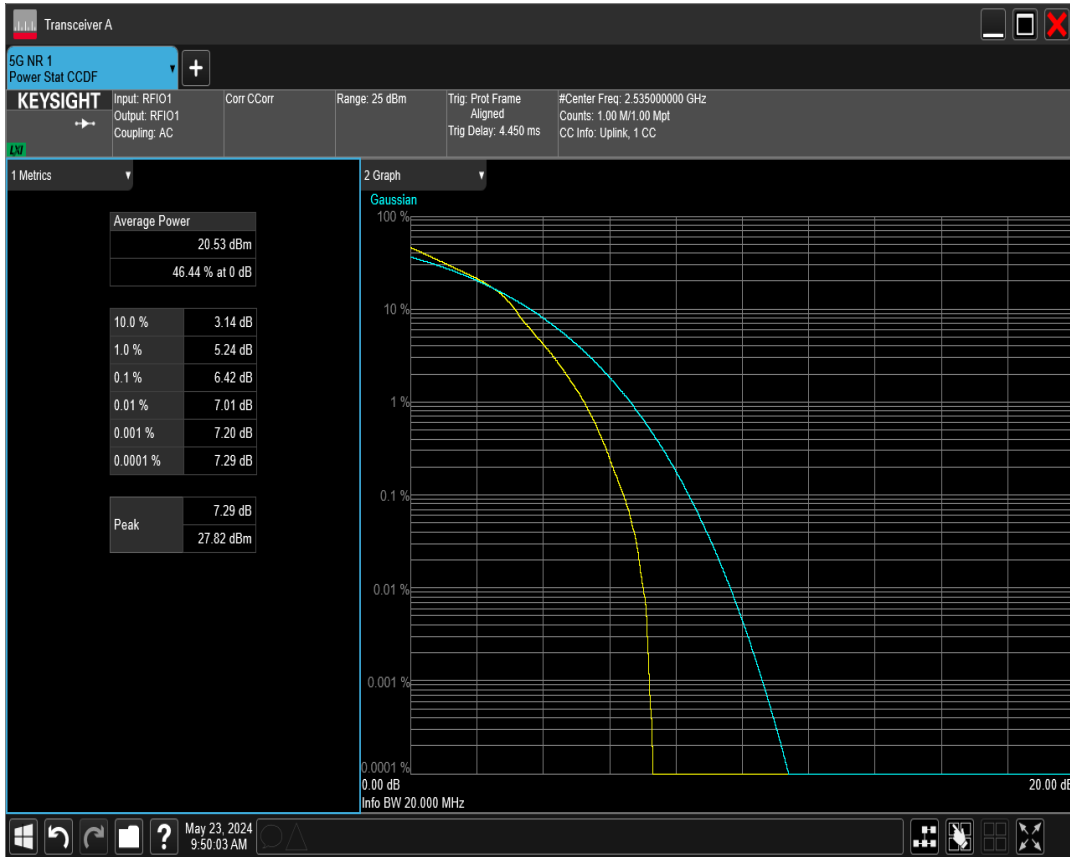 Transceiver A
5G NR 1
Power Stat CCDF
+
KEYSIGHT
LXI
Input: RFIO1
Output: RFIO1
Coupling: AC
Corr CCorr
Range: 25 dBm
Trig: Prot Frame
Aligned
Trig Delay: 4.450 ms
#Center Freq: 2.535000000 GHz
Counts: 1.00 M/1.00 Mpt
CC Info: Uplink, 1 CC
1 Metrics
Average Power
20.53 dBm
46.44 % at 0 dB
10.0 % 3.14 dB
1.0 % 5.24 dB
0.1 % 6.42 dB
0.01 % 7.01 dB
0.001 % 7.20 dB
0.0001 % 7.29 dB
Peak
7.29 dB
27.82 dBm
2 Graph
Gaussian
100 %
10 %
1 %
0.1 %
0.01 %
0.001 %
0.0001 %
0.00 dB 20.00 dB
Info BW 20.000 MHz
?
May 23, 2024
9:50:03 AM